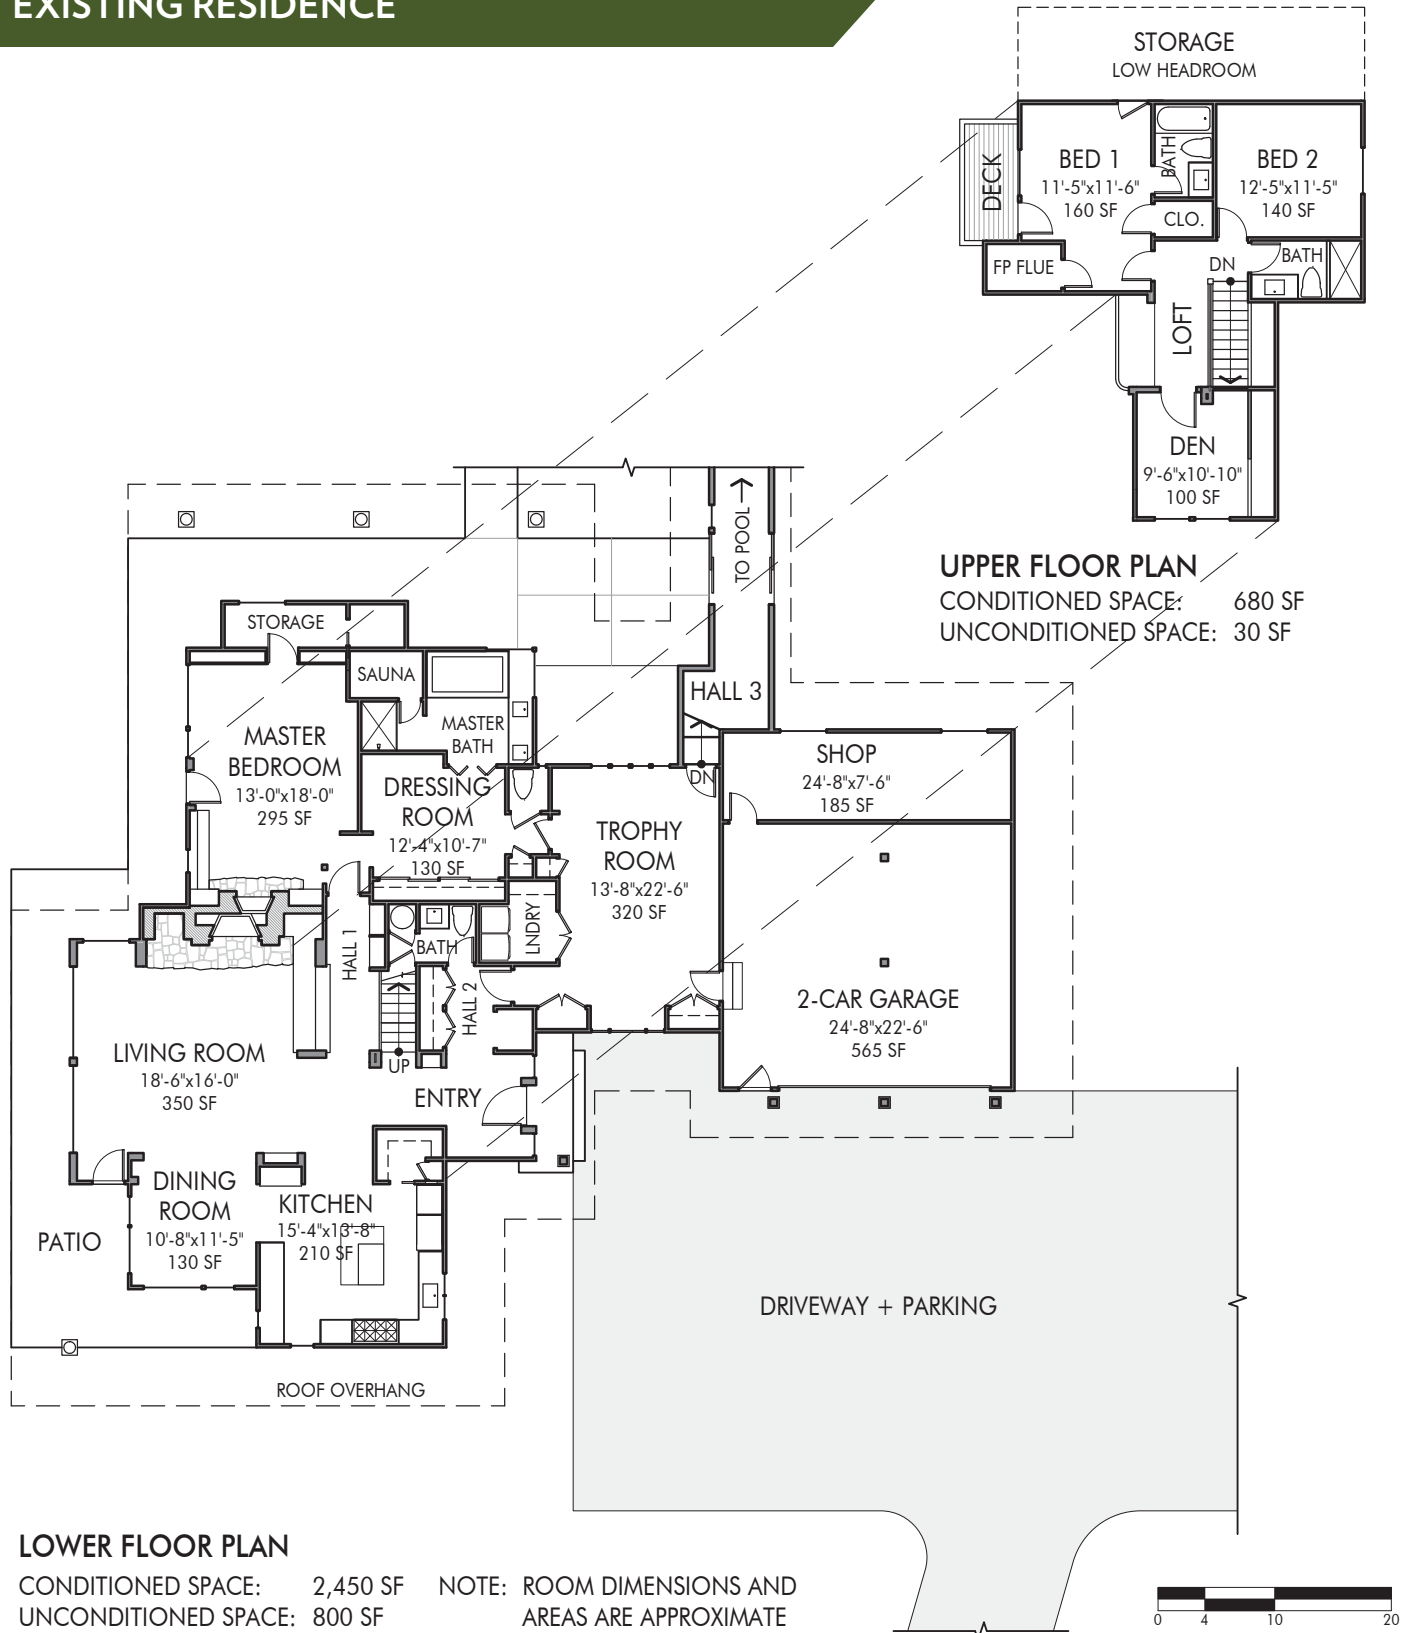 EXISTING RESIDENCE
STORAGE
LOW HEADROOM
DECK
BED 1
11'-5"x11'-6"
160 SF
BATH
BED 2
12'-5"x11'-5"
140 SF
CLO.
FP FLUE
DN
BATH
LOFT
DEN
9'-6"x10'-10"
100 SF
UPPER FLOOR PLAN
CONDITIONED SPACE: 680 SF
UNCONDITIONED SPACE: 30 SF
TO POOL
STORAGE
SAUNA
HALL 3
MASTER
BEDROOM
13'-0"x18'-0"
295 SF
MASTER
BATH
DRESSING
ROOM
12'-4"x10'-7"
130 SF
DN
SHOP
24'-8"x7'-6"
185 SF
TROPHY
ROOM
13'-8"x22'-6"
320 SF
HALL 1
BATH
LNDRY
HALL 2
2-CAR GARAGE
24'-8"x22'-6"
565 SF
LIVING ROOM
18'-6"x16'-0"
350 SF
UP
ENTRY
DINING
ROOM
10'-8"x11'-5"
130 SF
KITCHEN
15'-4"x13'-8"
210 SF
PATIO
DRIVEWAY + PARKING
ROOF OVERHANG
LOWER FLOOR PLAN
CONDITIONED SPACE: 2,450 SF
UNCONDITIONED SPACE: 800 SF
NOTE: ROOM DIMENSIONS AND
AREAS ARE APPROXIMATE
0 4 10 20